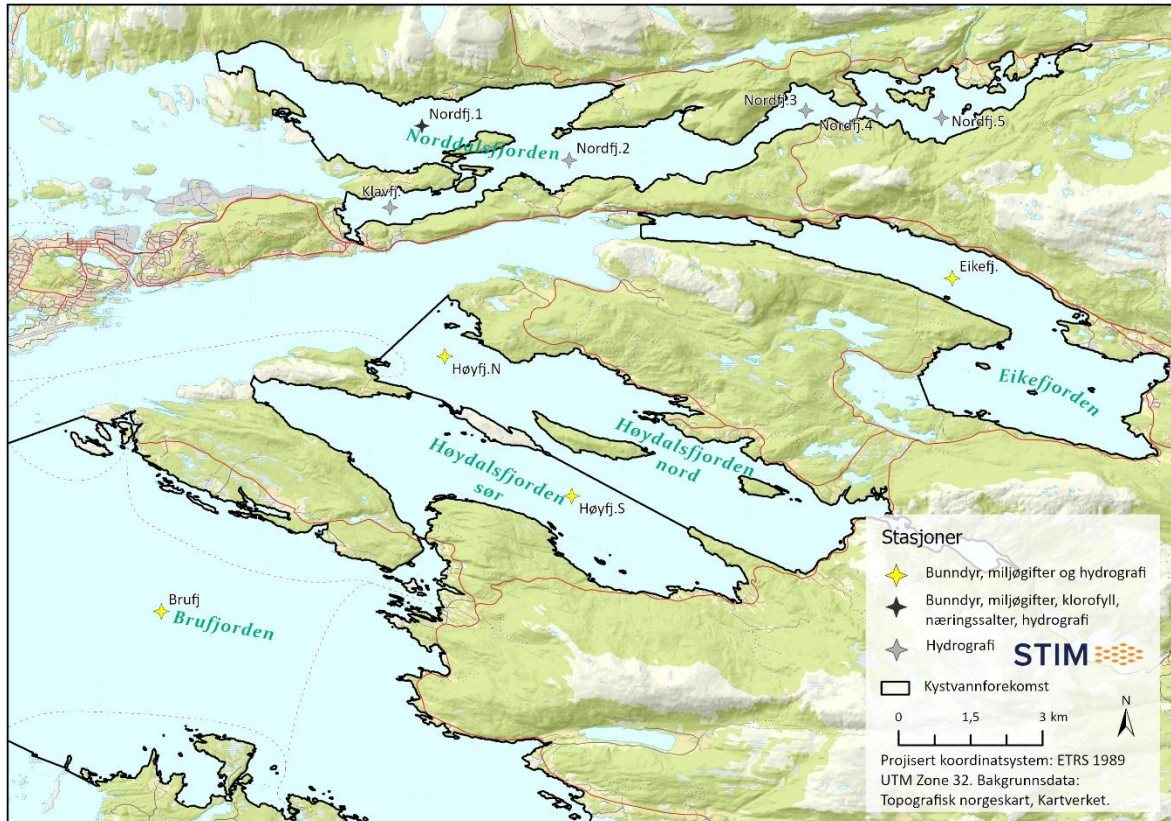 Nordfj.1
Norddalsfjorden
Nordfj.2
Nordfj.3
Nordfj.4
Nordfj.5
Klavfj.
Eikefj.
Eikefjorden
Høyfj.N
Høydalsfjorden
nord
Høydalsfjorden
sør
Høyfj.S
Brufj
Brufjorden
Stasjoner
Bunndyr, miljøgifter og hydrografi
Bunndyr, miljøgifter, klorofyll,
næringssalter, hydrografi
Hydrografi
STIM
Kystvannforekomst
N
0 1,5 3 km
Projisert koordinatsystem: ETRS 1989
UTM Zone 32. Bakgrunnsdata:
Topografisk norgeskart, Kartverket.